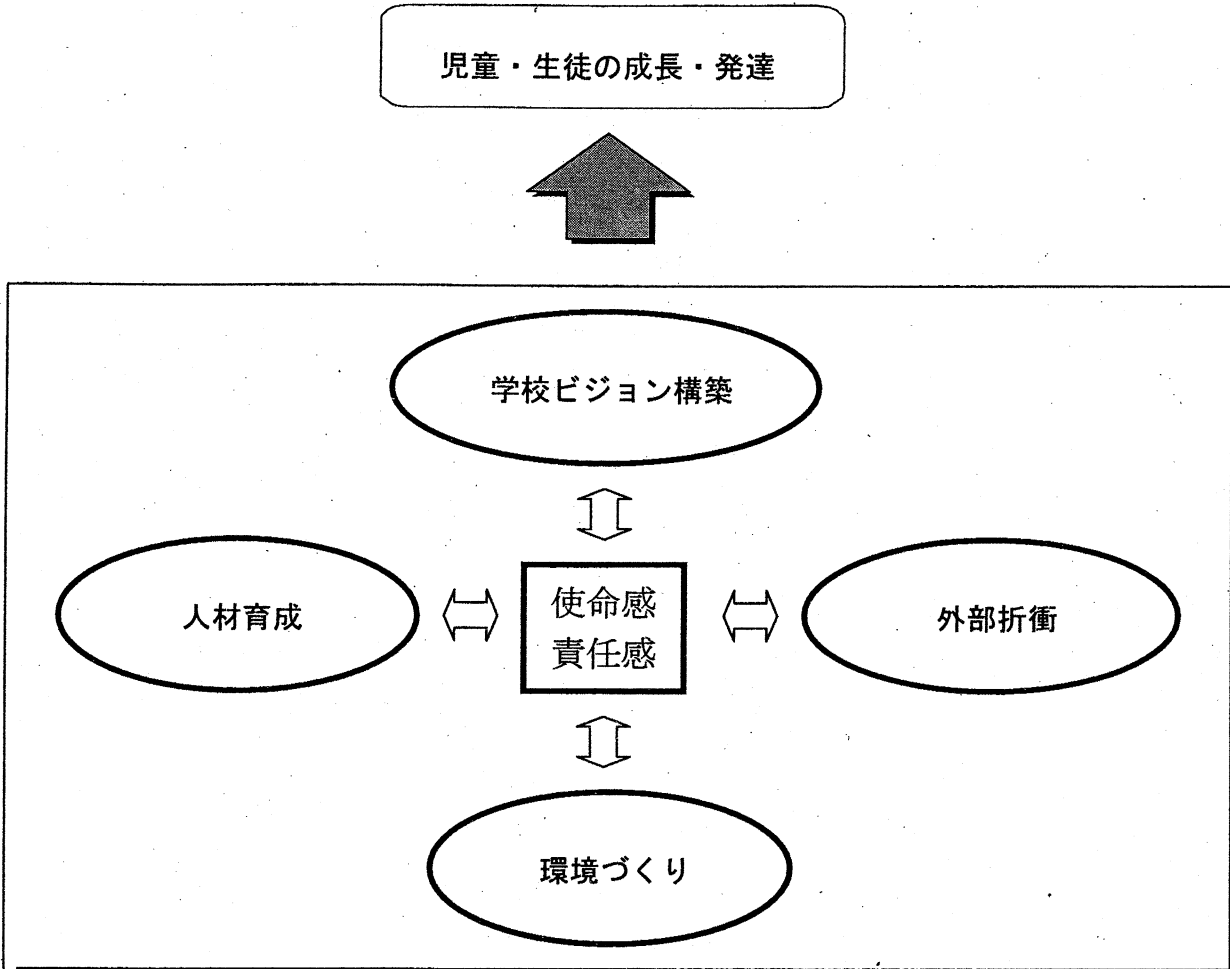 児童・生徒の成長・発達
学校ビジョン構築
人材育成
使命感
責任感
外部折衝
環境づくり